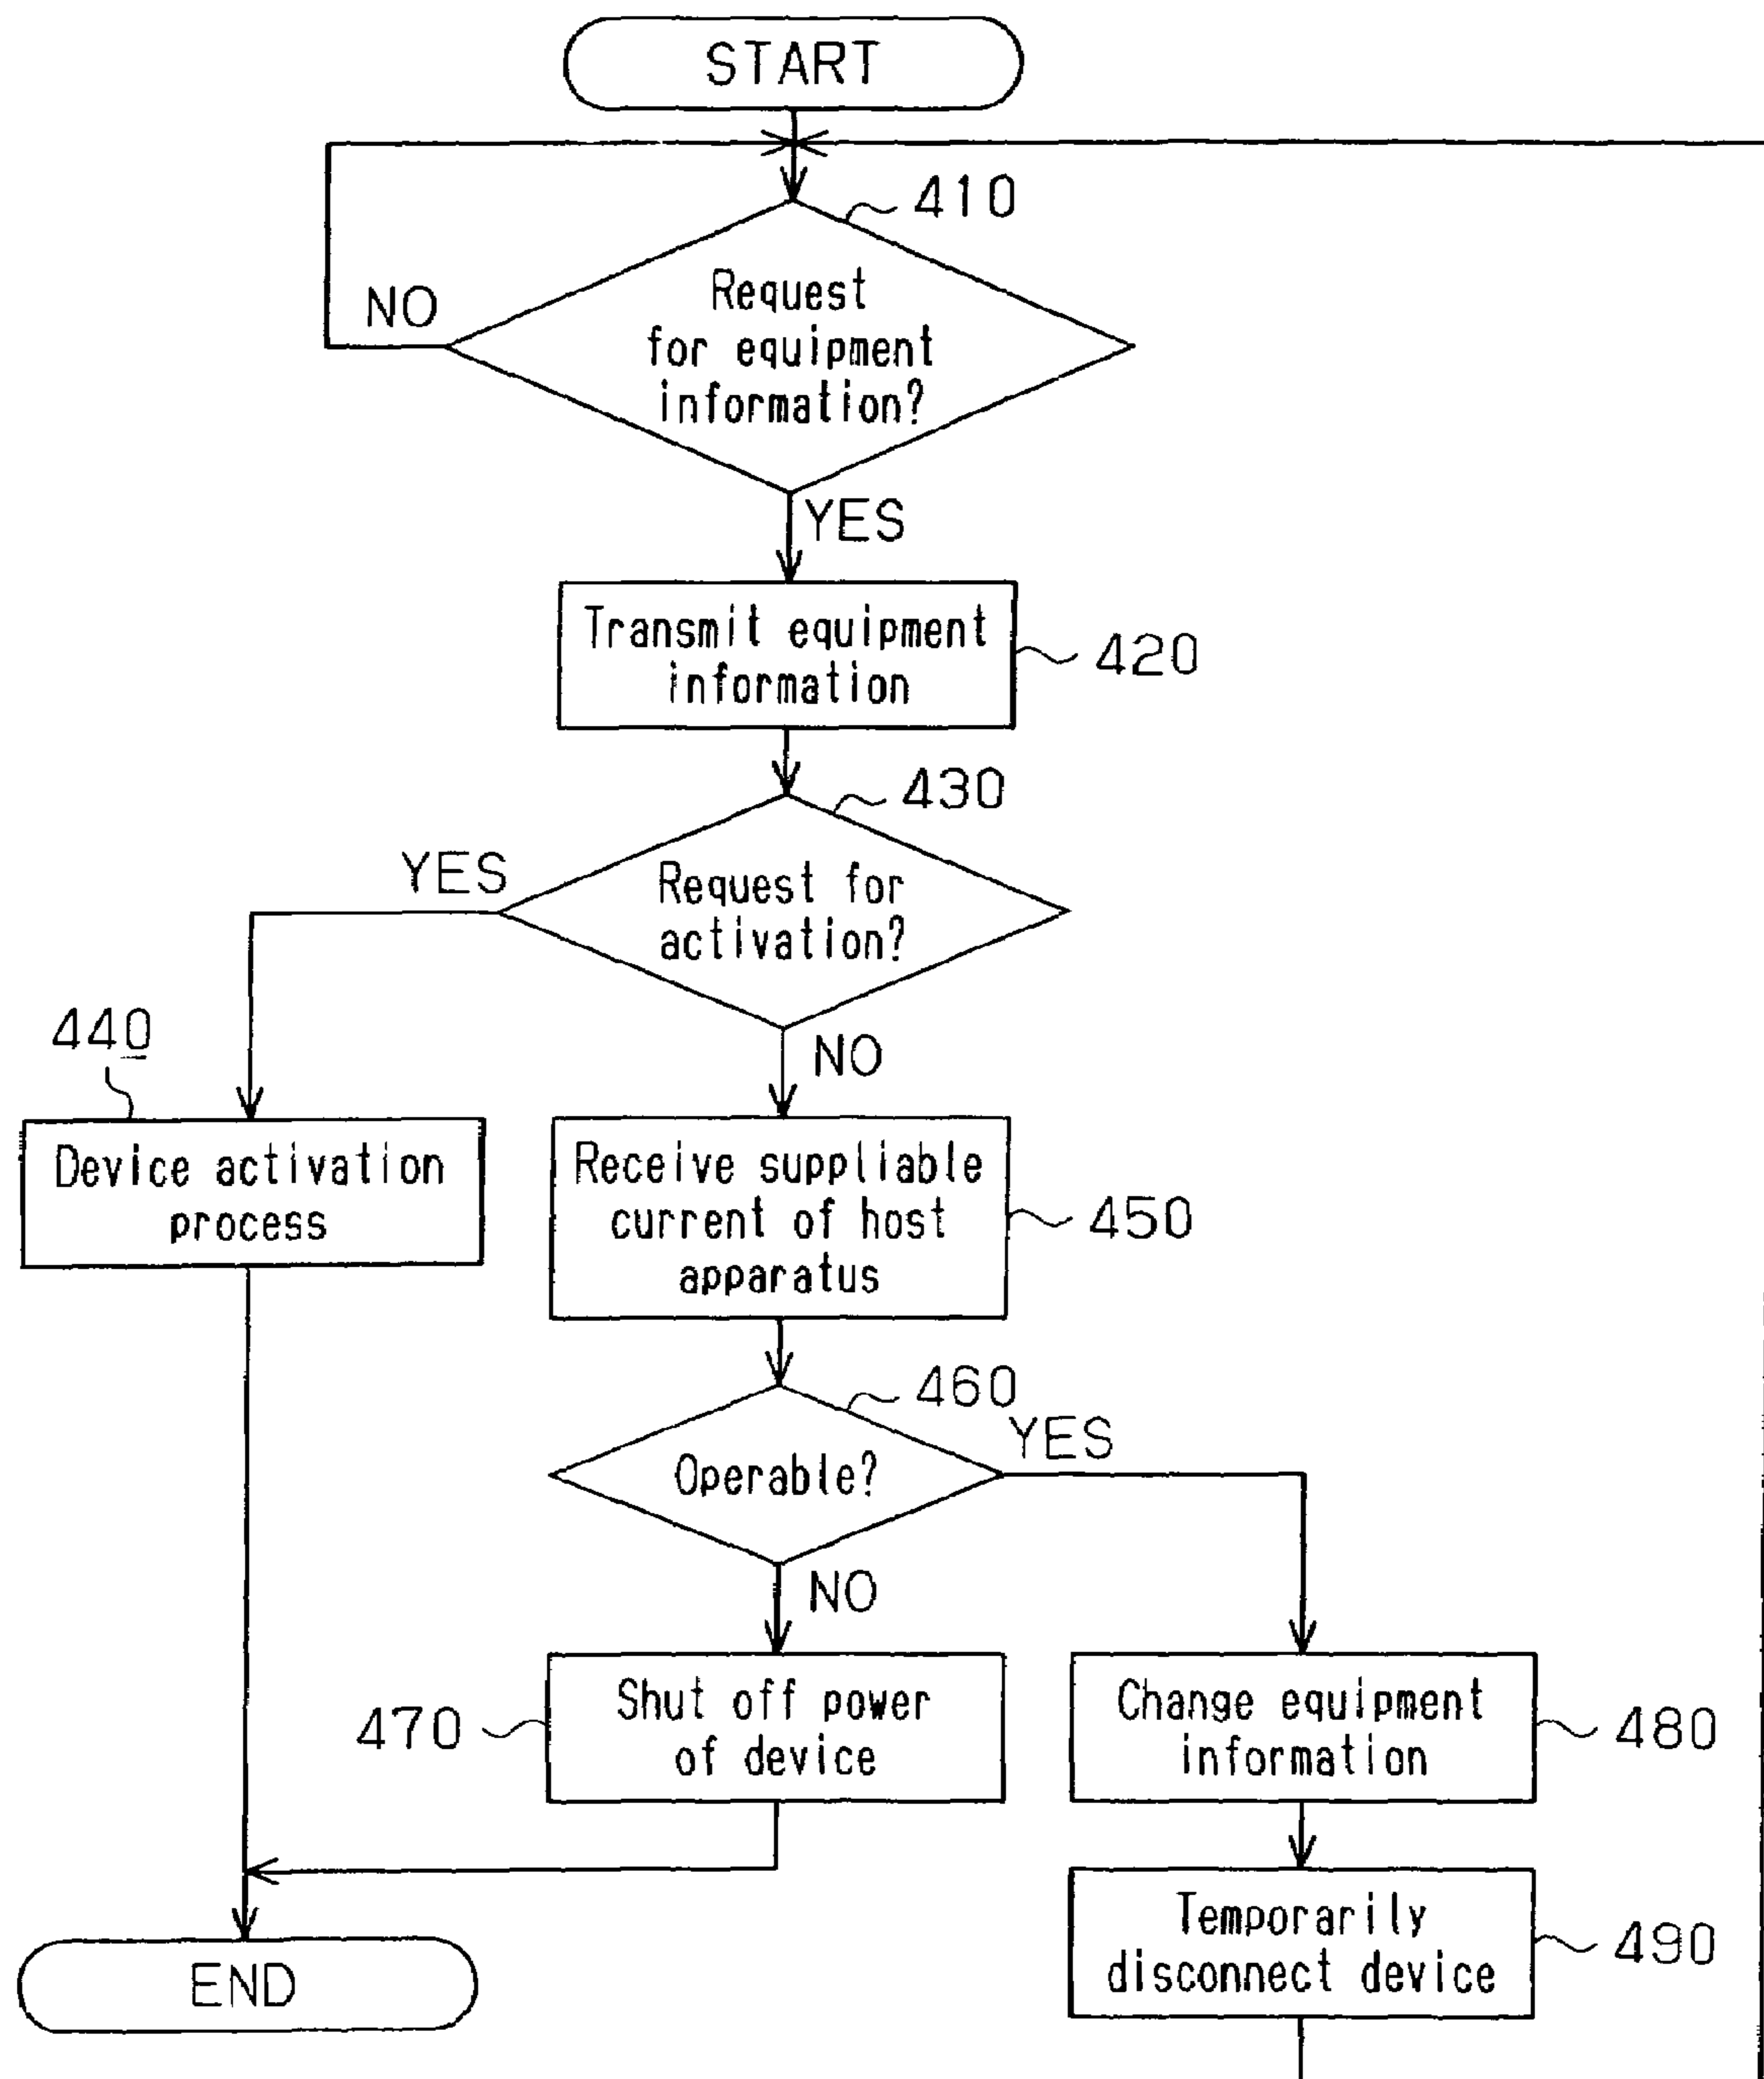 START
410
Request
for equipment
information?
NO
YES
Transmit equipment
information
420
430
Request for
activation?
YES
NO
440
Device activation
process
Receive suppliable
current of host
apparatus
450
460
Operable?
YES
NO
470
Shut off power
of device
Change equipment
information
480
Temporarily
disconnect device
490
END